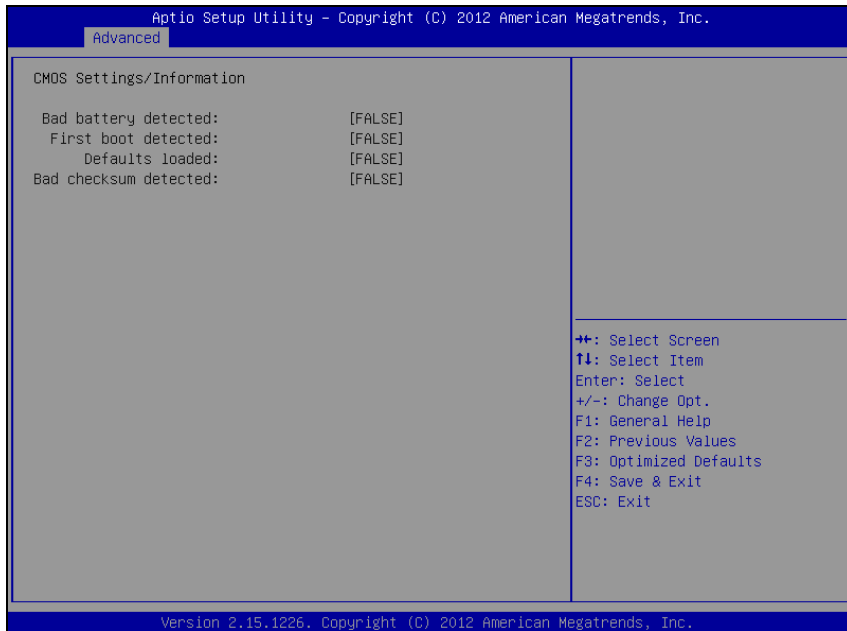 Aptio Setup Utility – Copyright (C) 2012 American Megatrends, Inc.
Advanced
CMOS Settings/Information
Bad battery detected: [FALSE]
First boot detected: [FALSE]
Defaults loaded: [FALSE]
Bad checksum detected: [FALSE]
→←: Select Screen
↑↓: Select Item
Enter: Select
+/-: Change Opt.
F1: General Help
F2: Previous Values
F3: Optimized Defaults
F4: Save & Exit
ESC: Exit
Version 2.15.1226. Copyright (C) 2012 American Megatrends, Inc.